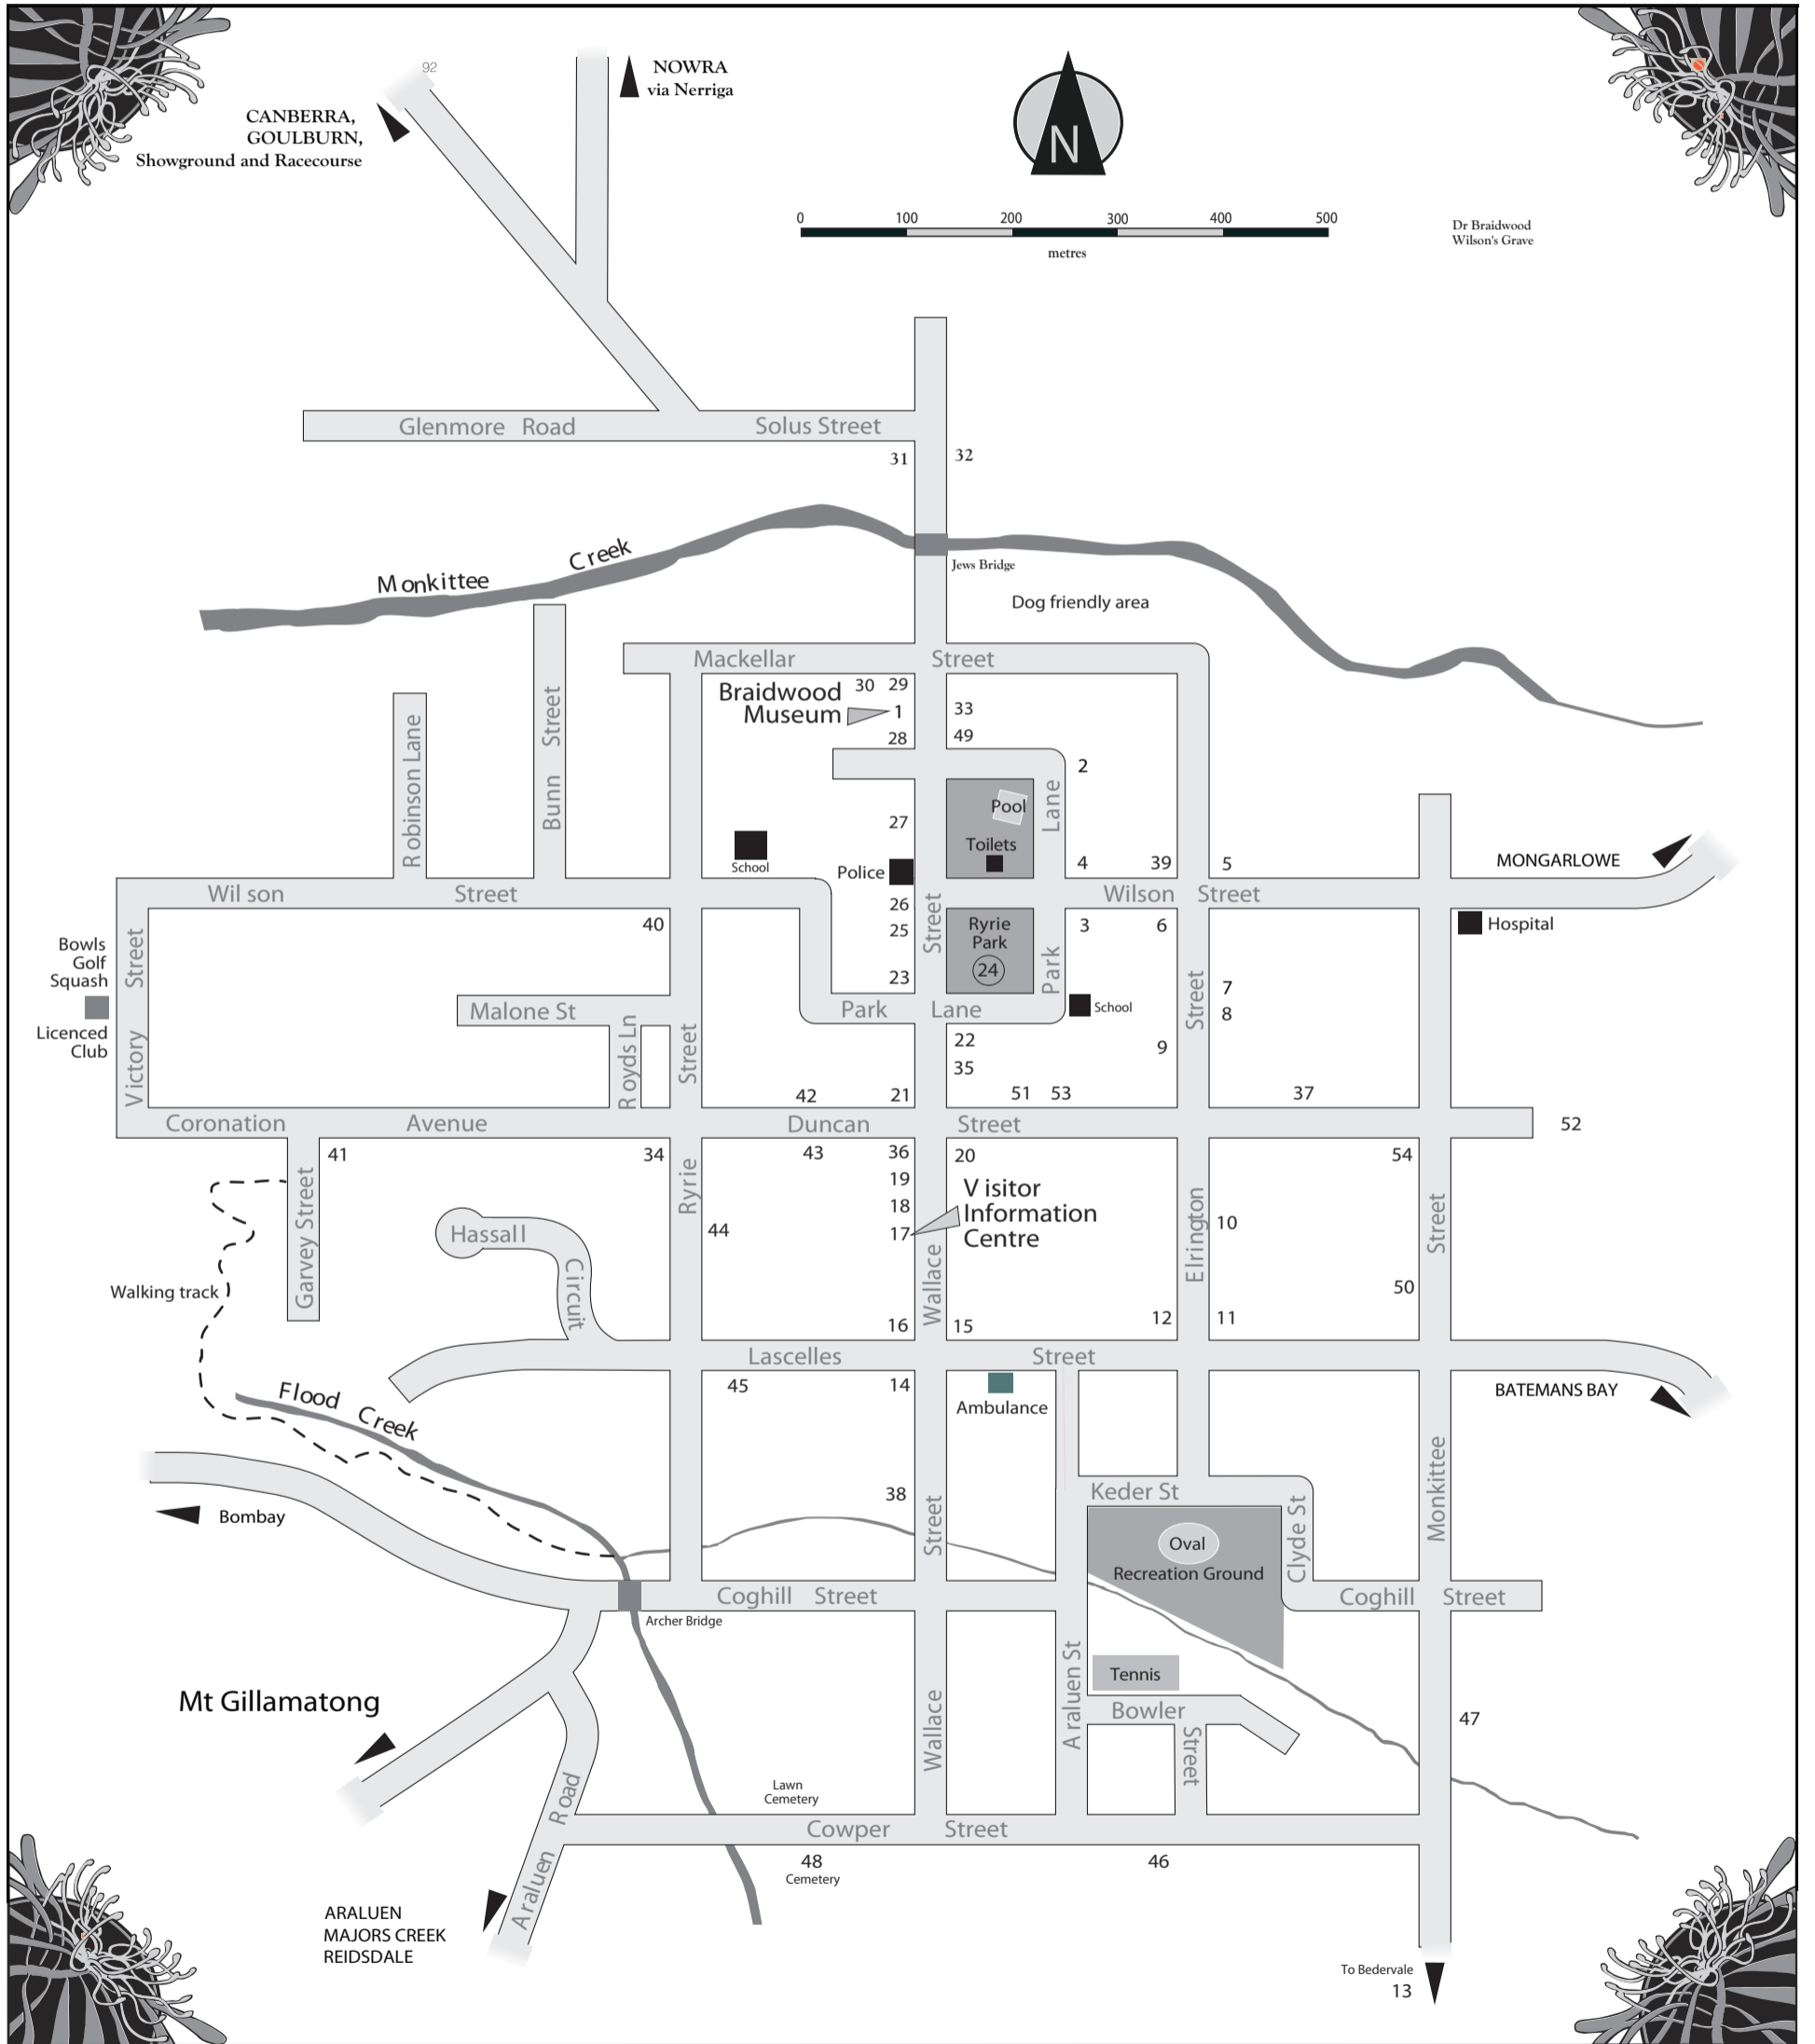 92
NOWRA
via Nerriga
CANBERRA,
GOULBURN,
Showground and Racecourse
N
0 100 200 300 400 500
metres
Dr Braidwood
Wilson's Grave
Glenmore Road
Solus Street
31
32
Monkittee Creek
Jews Bridge
Dog friendly area
Mackellar Street
Braidwood
Museum
30
29
1
28
33
49
2
Robinson Lane
Bunn Street
Pool
Toilets
Lane
27
School
Police
4
39
5
MONGARLOWE
Wilson Street
Wilson Street
40
26
25
23
Street
Ryrie
Park
24
Park
3
6
Hospital
Bowls
Golf
Squash
Licenced
Club
Victory Street
7
8
Street
Malone St
Royds Ln
Street
Park Lane
School
22
35
9
42
21
51
53
37
Coronation Avenue
Duncan Street
52
41
34
43
36
19
18
17
20
54
Visitor
Information
Centre
Garvey Street
Ryrie
Hassall
Circuit
44
Wallace
Elrington
10
Street
50
Walking track
16
15
12
11
Lascelles Street
45
14
Ambulance
BATEMANS BAY
Flood Creek
38
Street
Keder St
Clyde St
Monkittee
Bombay
Oval
Recreation Ground
Coghill Street
Coghill Street
Archer Bridge
Araluen St
Tennis
Mt Gillamatong
Wallace
Bowler
Street
47
Lawn
Cemetery
Araluen Road
Cowper Street
48
Cemetery
46
ARALUEN
MAJORS CREEK
REIDSDALE
To Bedervale
13